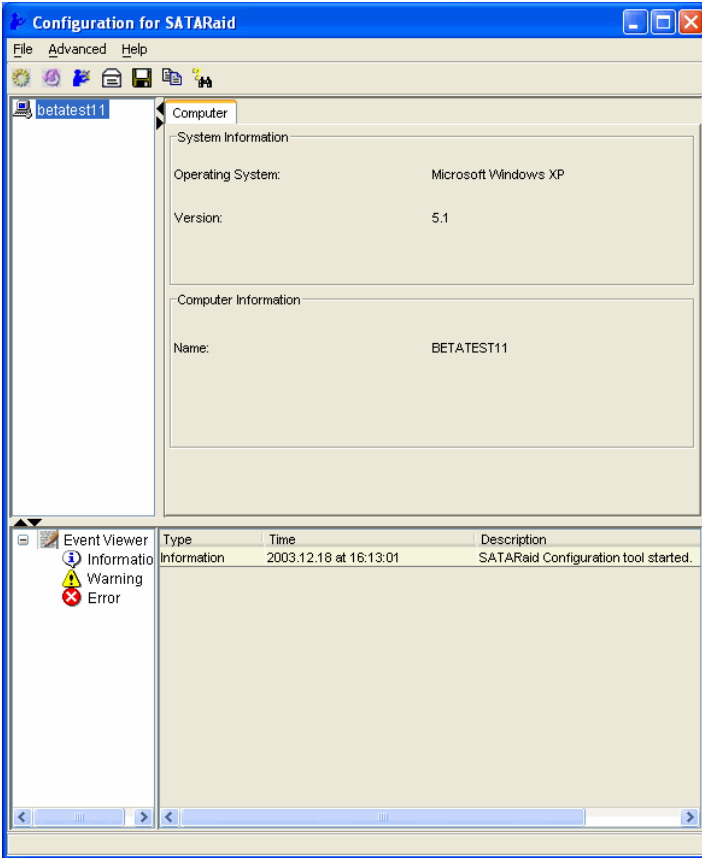 Configuration for SATARaid
File Advanced Help
betatest11
Computer
System Information
Operating System: Microsoft Windows XP
Version: 5.1
Computer Information
Name: BETATEST11
Event Viewer
Informatio
Warning
Error
Type Time Description
Information 2003.12.18 at 16:13:01 SATARaid Configuration tool started.